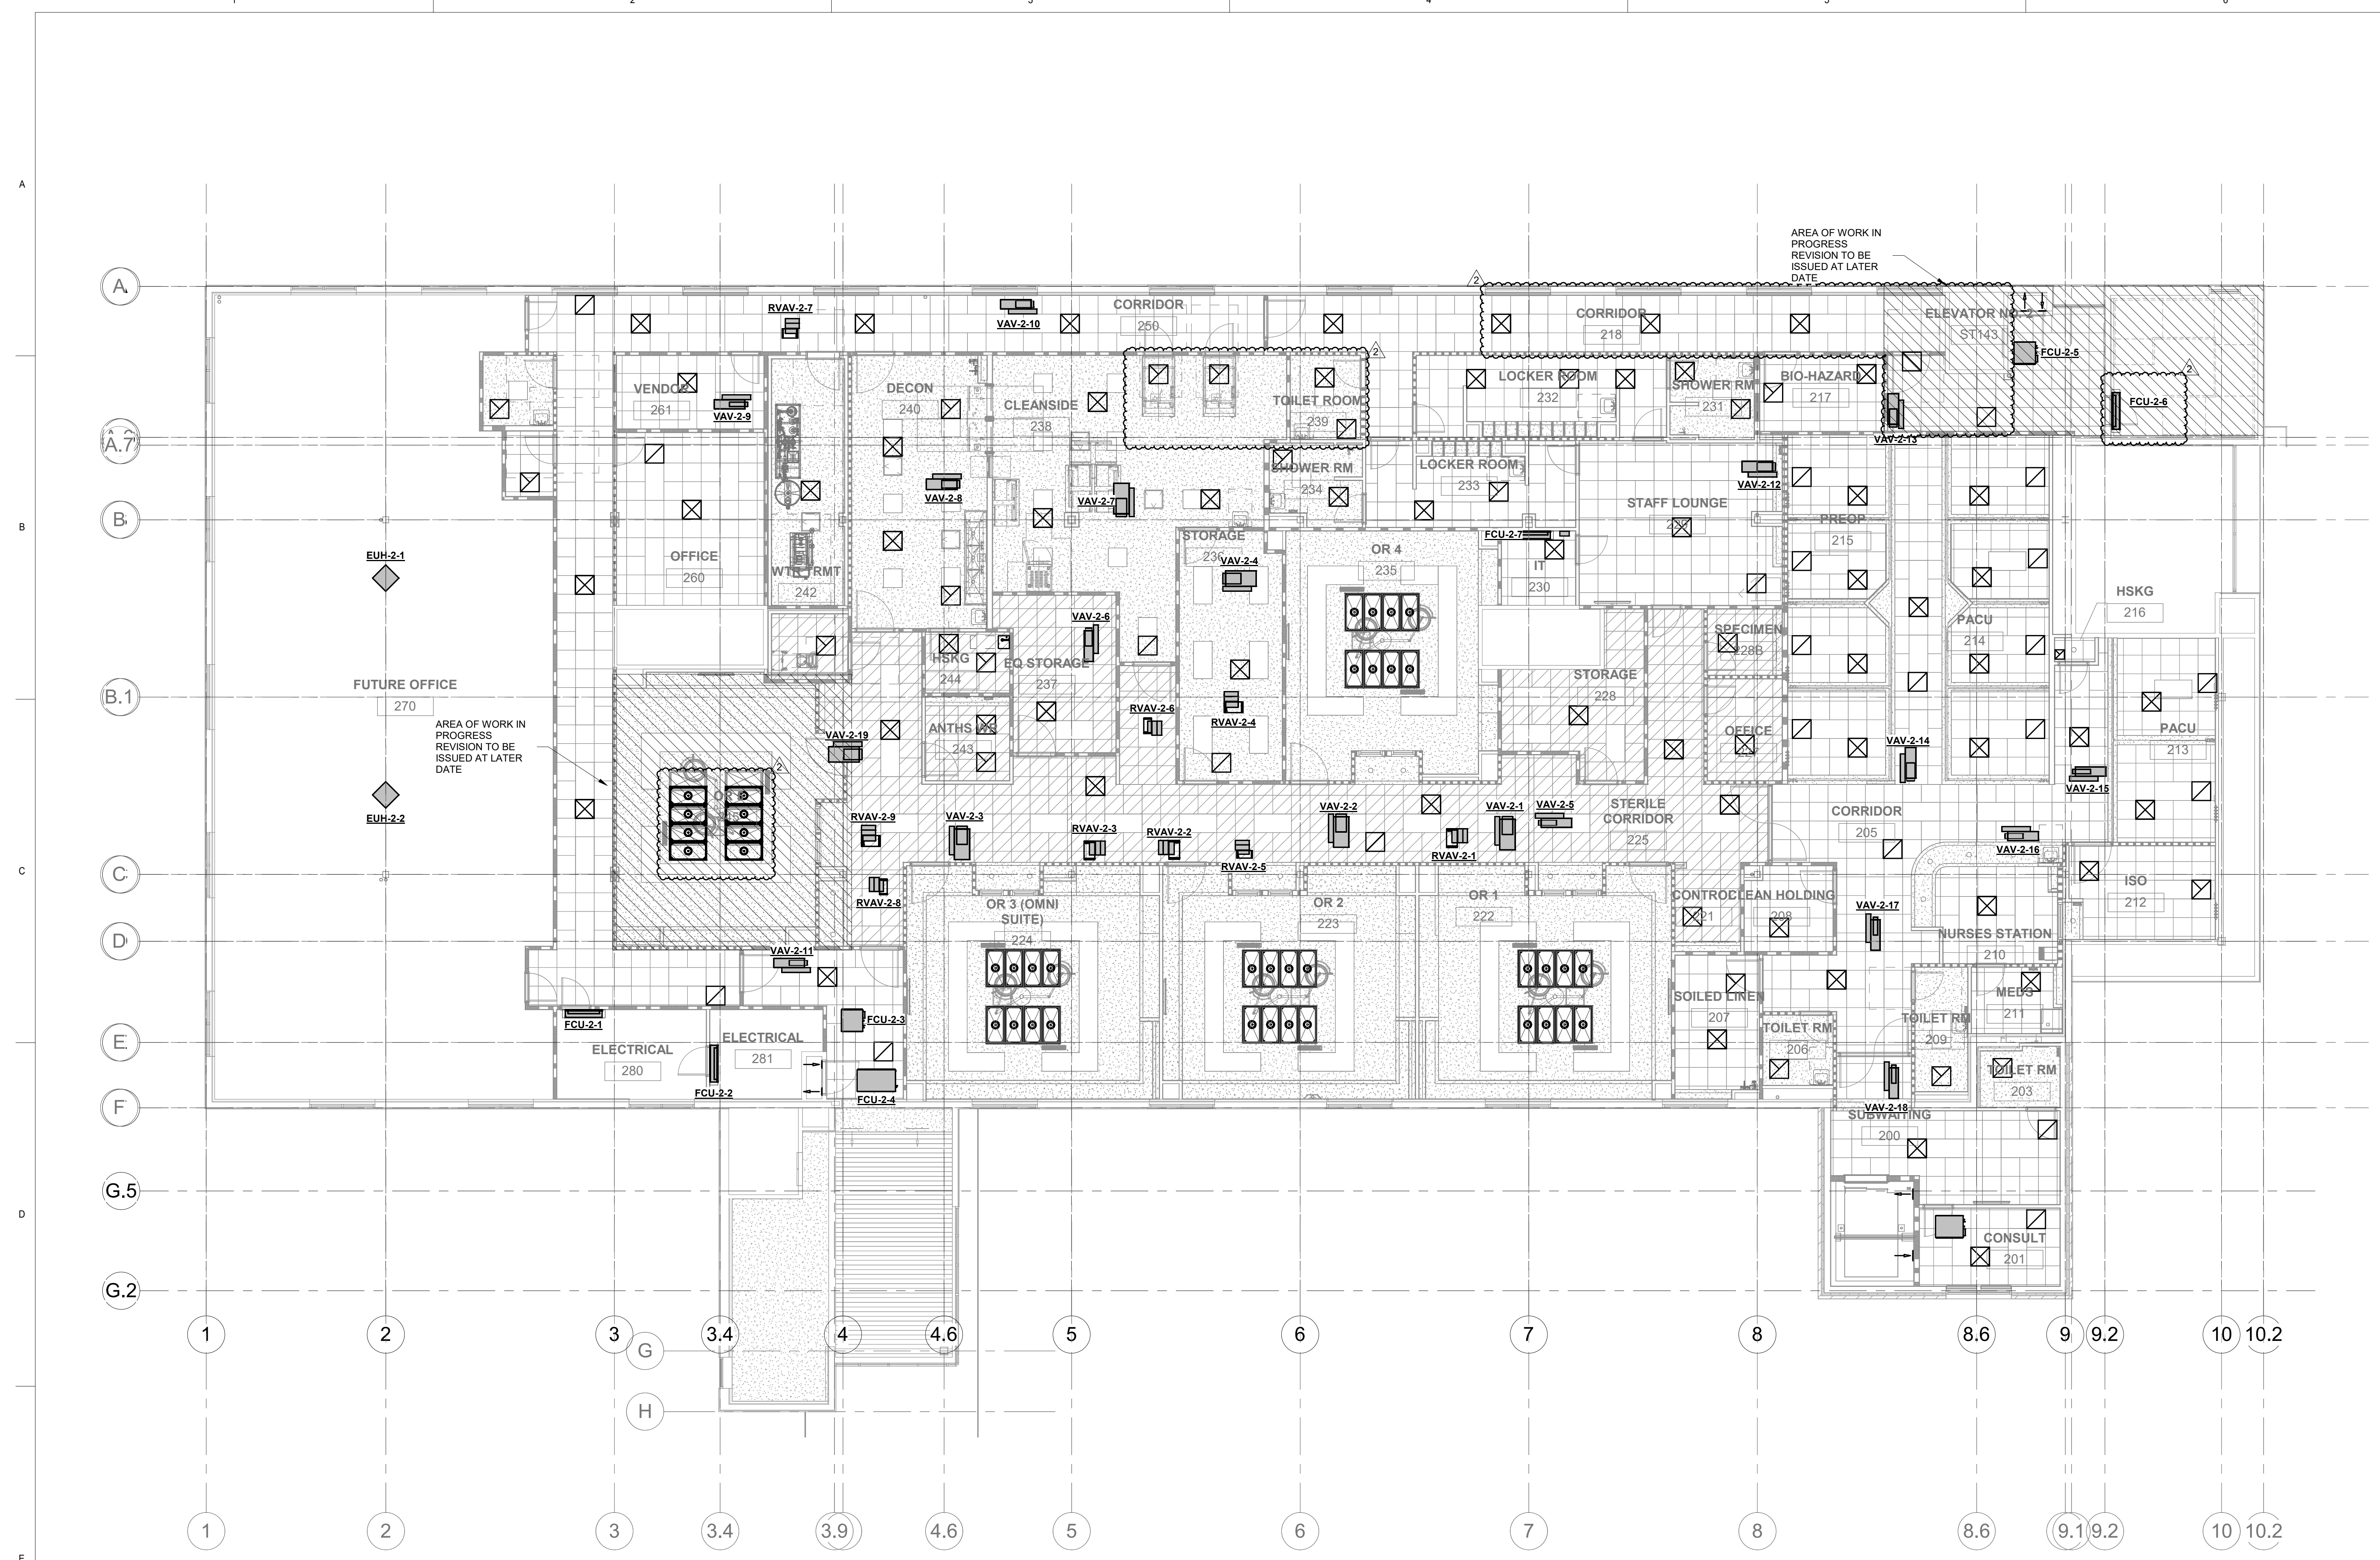 A
B
C
D
AREA OF WORK IN
PROGRESS
REVISION TO BE
ISSUED AT LATER
DATE
A
2
RVAV-2-7
VAV-2-10
CORRIDOR
250
CORRIDOR
218
ELEVATOR NO. 2
ST143
FCU-2-5
2
2
FCU-2-6
VENDOR
261
VAV-2-9
DECON
240
CLEANSIDE
238
TOILET ROOM
239
LOCKER ROOM
232
SHOWER RM
231
BIO-HAZARD
217
VAV-2-13
A.7
VAV-2-8
VAV-2-7
SHOWER RM
234
LOCKER ROOM
233
STAFF LOUNGE
VAV-2-12
B
PREOP
215
EUH-2-1
OFFICE
260
WTR TRMT
242
STORAGE
236
VAV-2-4
OR 4
235
FCU-2-7
IT
230
HSKG
216
VAV-2-6
HSKG
244
EQ STORAGE
237
SPECIMEN
228B
PACU
214
STORAGE
228
B.1
FUTURE OFFICE
270
AREA OF WORK IN
PROGRESS
REVISION TO BE
ISSUED AT LATER
DATE
RVAV-2-6
RVAV-2-4
ANTHS WR
243
VAV-2-19
OFFICE
PACU
213
VAV-2-14
VAV-2-15
2
EUH-2-2
RVAV-2-9
VAV-2-3
RVAV-2-3
RVAV-2-2
RVAV-2-5
VAV-2-2
RVAV-2-1
VAV-2-1
VAV-2-5
STERILE
CORRIDOR
225
CORRIDOR
205
VAV-2-16
C
RVAV-2-8
OR 3 (OMNI
SUITE)
224
OR 2
223
OR 1
222
CLEAN HOLDING
208
VAV-2-17
ISO
212
D
VAV-2-11
NURSES STATION
210
SOILED LINEN
207
MEDS
211
TOILET RM
206
TOILET RM
209
FCU-2-1
FCU-2-3
E
ELECTRICAL
280
ELECTRICAL
281
FCU-2-2
FCU-2-4
TOILET RM
203
F
VAV-2-18
SUBWAITING
200
G.5
CONSULT
201
G.2
1
2
3
3.4
4
4.6
5
6
7
8
8.6
9
9.2
10
10.2
G
H
1
2
3
3.4
3.9
4.6
5
6
7
8
8.6
9.1
9.2
10
10.2